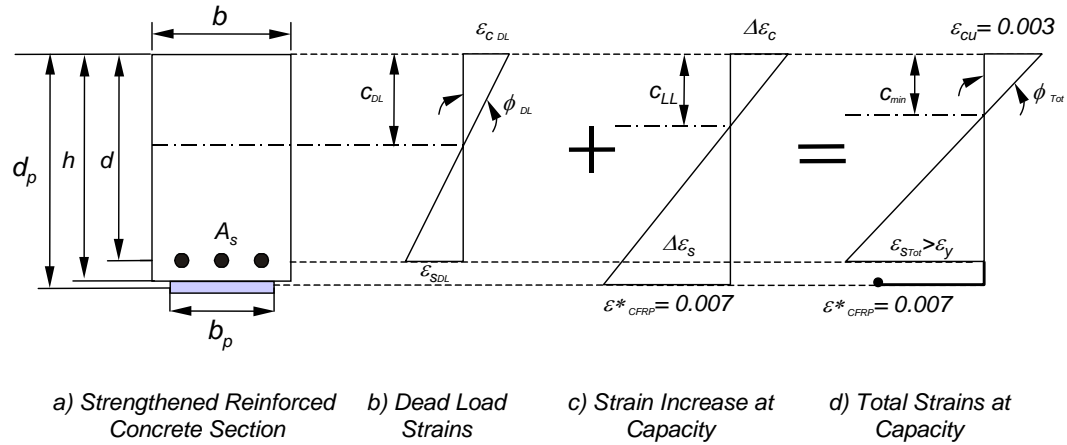 b
ε_c DL
Δε_c
ε_cu = 0.003
d_p
h
d
c_DL
ϕ_DL
c_LL
c_min
ϕ_Tot
+
=
A_s
ε_sDL
Δε_s
ε_sTot>ε_y
b_p
ε*_CFRP = 0.007
ε*_CFRP = 0.007
a) Strengthened Reinforced
Concrete Section
b) Dead Load
Strains
c) Strain Increase at
Capacity
d) Total Strains at
Capacity